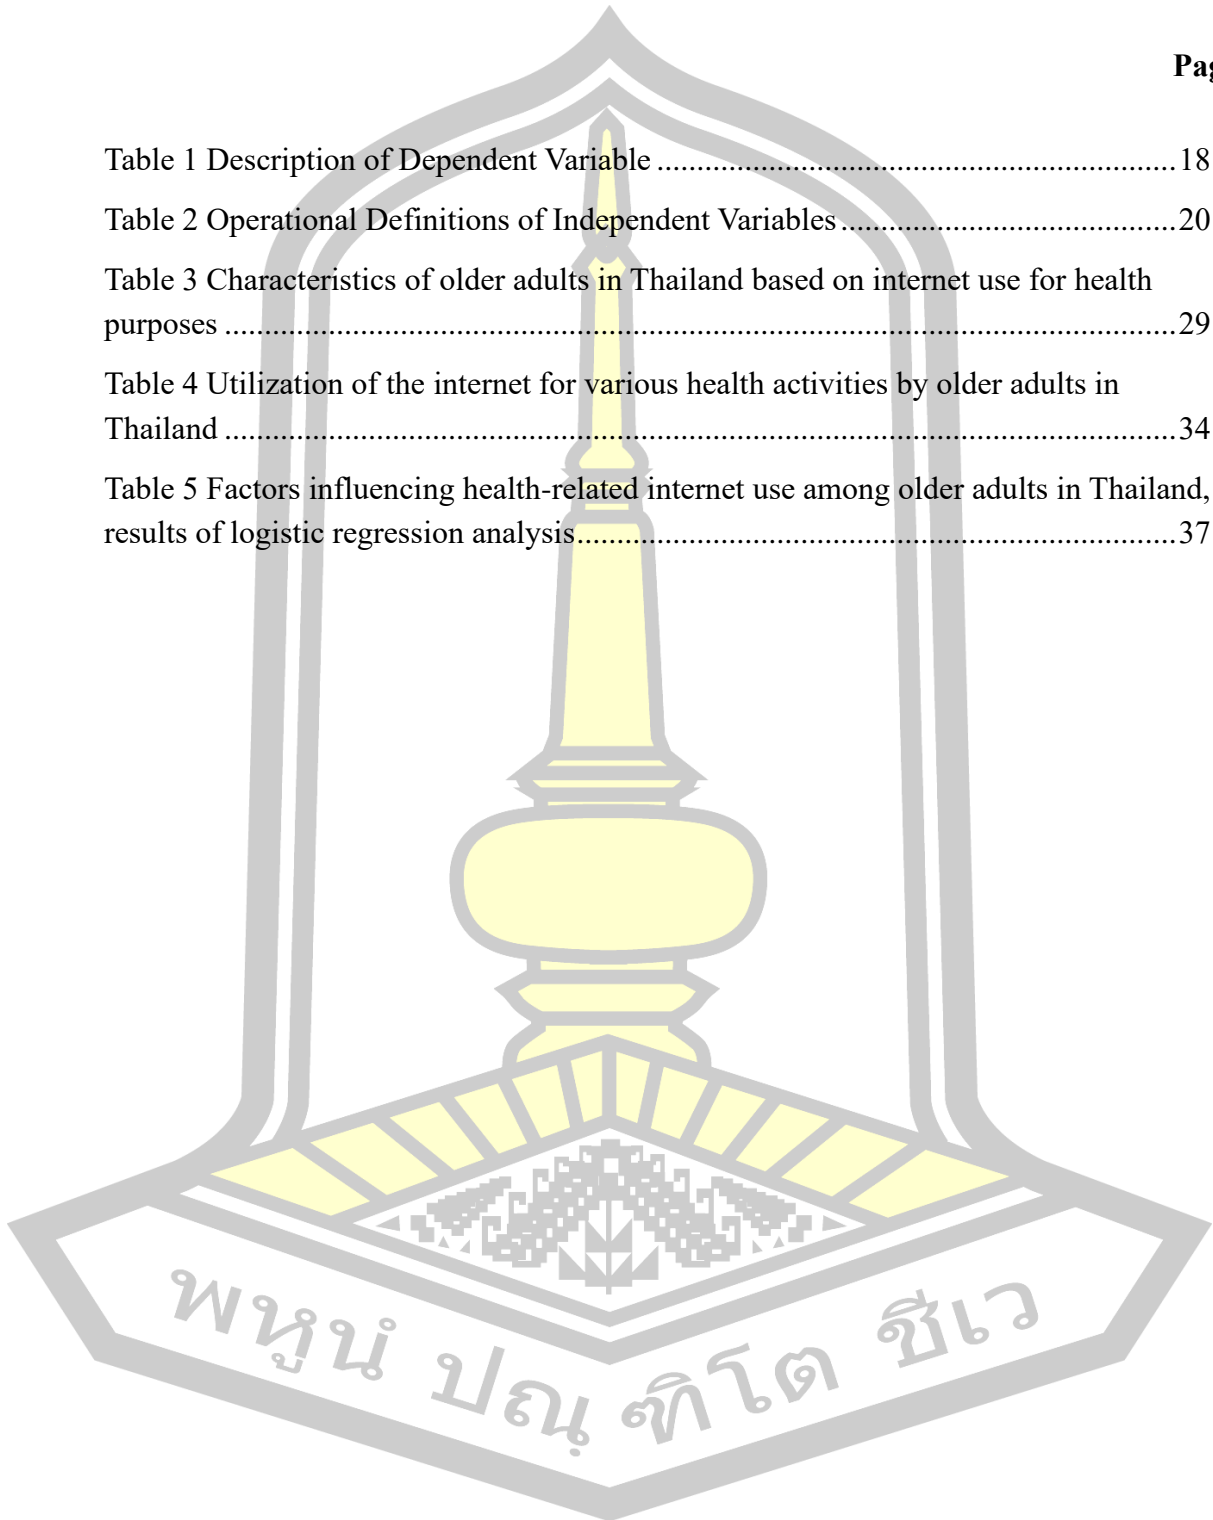 Pag
Table 1 Description of Dependent Variable ................................................................18
Table 2 Operational Definitions of Independent Variables .........................................20
Table 3 Characteristics of older adults in Thailand based on internet use for health
purposes ......................................................................................................................29
Table 4 Utilization of the internet for various health activities by older adults in
Thailand ......................................................................................................................34
Table 5 Factors influencing health-related internet use among older adults in Thailand,
results of logistic regression analysis..........................................................................37
พหูนํ ปณฺฑิโต ชีเว